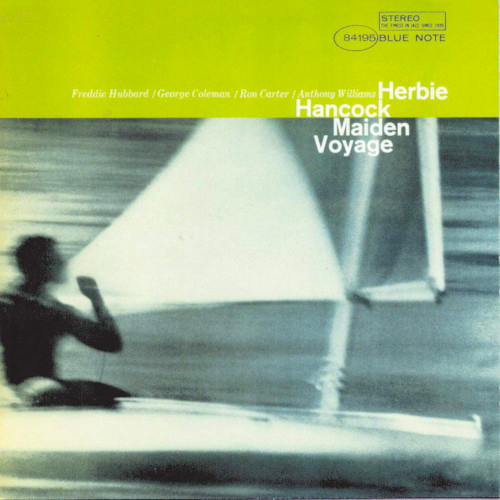 STEREO
THE FINEST IN JAZZ SINCE 1939
84195 BLUE NOTE
Freddie Hubbard / George Coleman / Ron Carter / Anthony Williams Herbie
Hancock
Maiden
Voyage